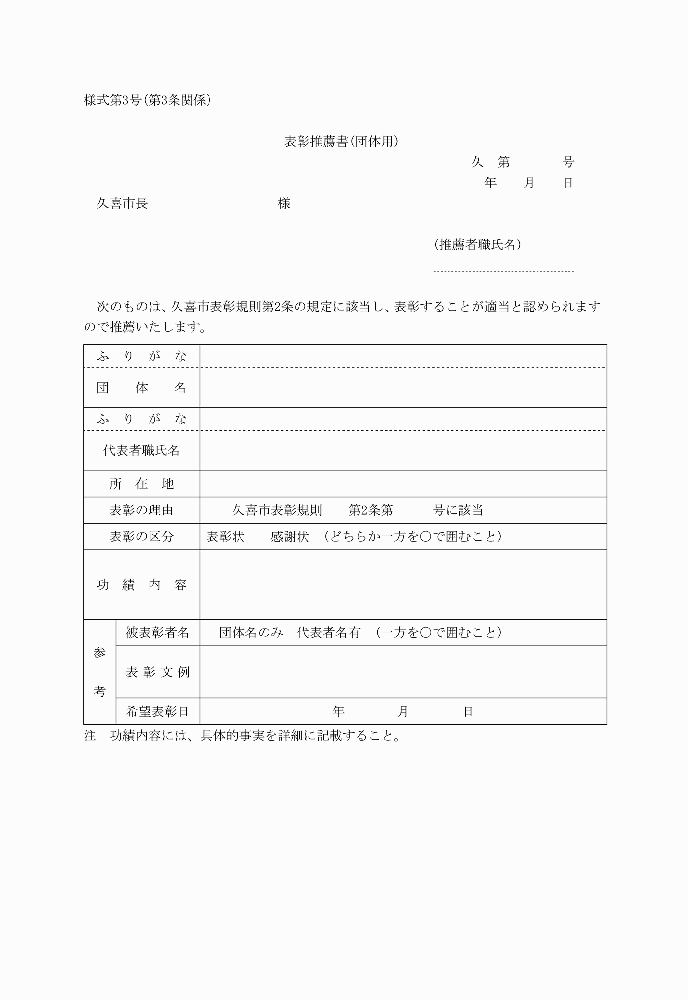 様式第3号(第3条関係)
表彰推薦書(団体用)
久　第　　　　号
年　　月　　日
久喜市長　　　　　　　　　　様
(推薦者職氏名)
次のものは、久喜市表彰規則第2条の規定に該当し、表彰することが適当と認められます
ので推薦いたします。
ふ　り　が　な
団　　体　　名
ふ　り　が　な
代表者職氏名
所　在　地
表彰の理由　　久喜市表彰規則　　第2条第　　　号に該当
表彰の区分　表彰状　　感謝状　(どちらか一方を〇で囲むこと)
功　績　内　容
参考
被表彰者名　団体名のみ　代表者名有　(一方を〇で囲むこと)
表彰文例
希望表彰日　　　年　　　　月　　　　日
注　功績内容には、具体的事実を詳細に記載すること。